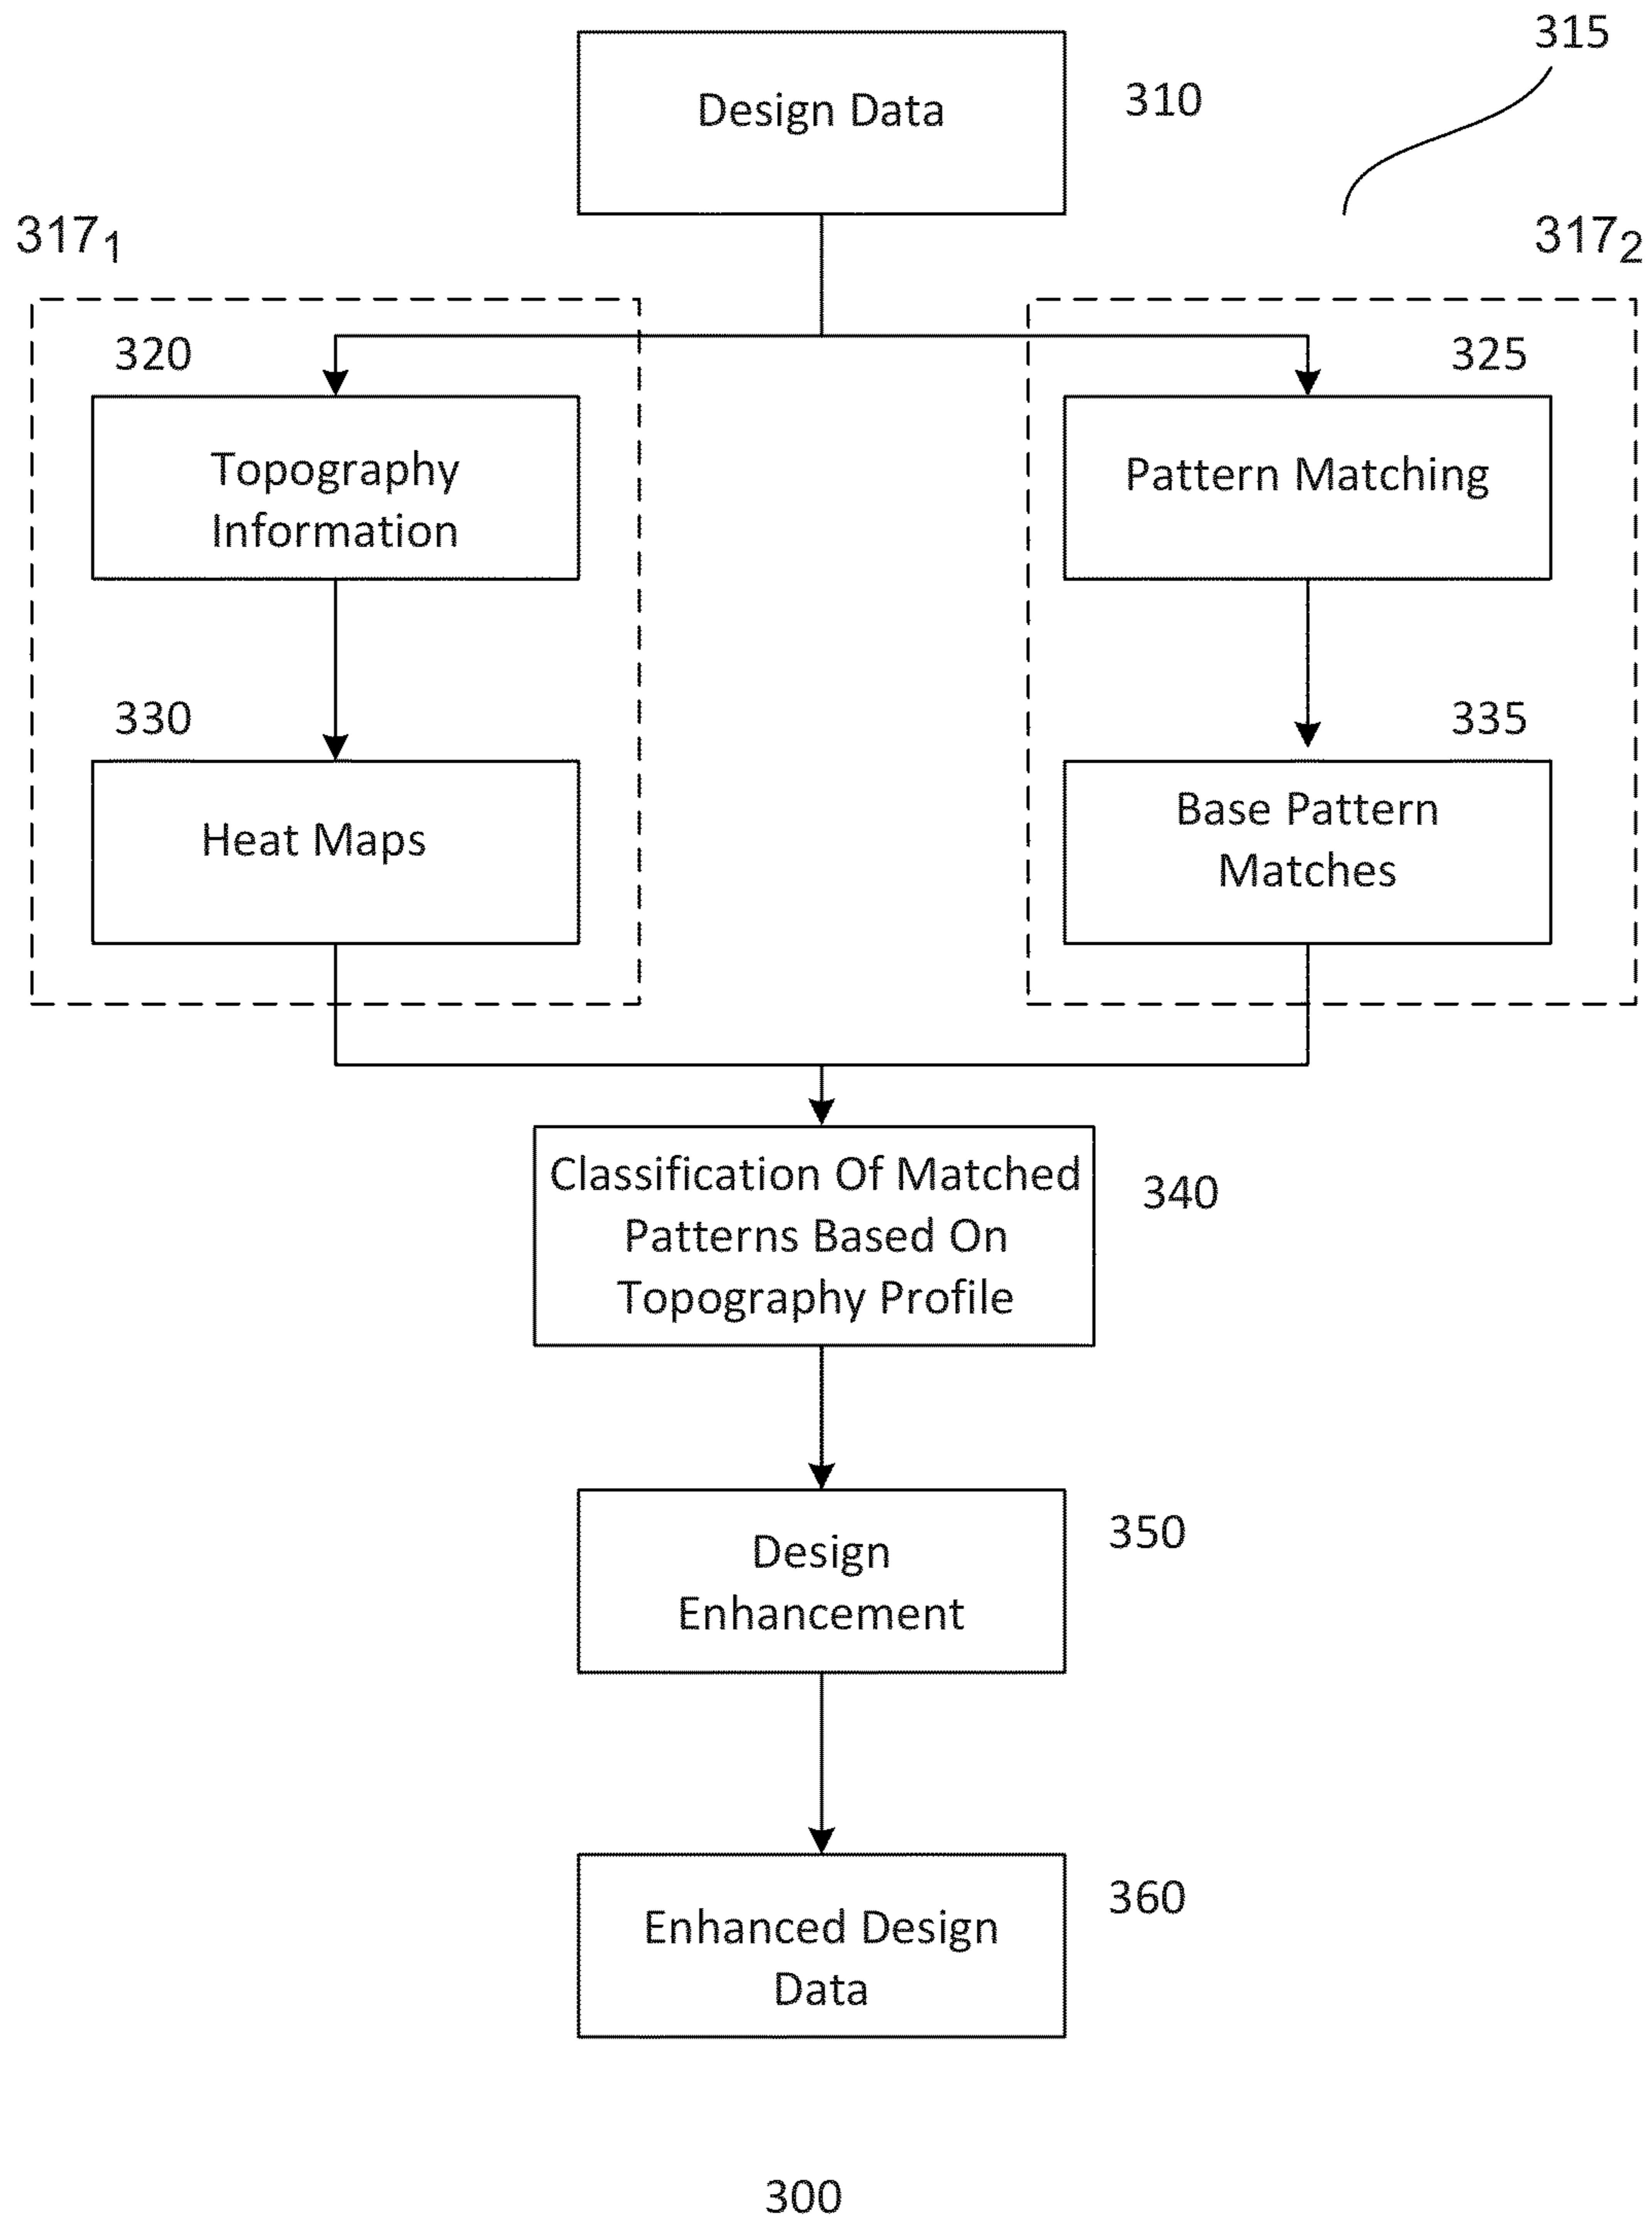 315
Design Data
310
317₁
317₂
320
325
Topography
Information
Pattern Matching
330
335
Heat Maps
Base Pattern
Matches
Classification Of Matched
Patterns Based On
Topography Profile
340
Design
Enhancement
350
Enhanced Design
Data
360
300